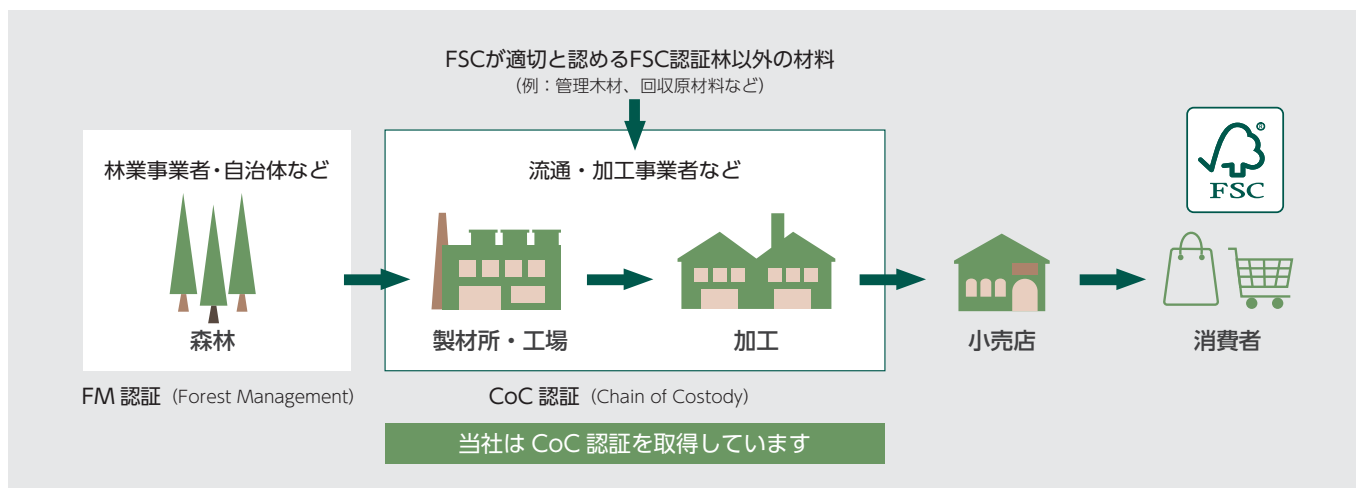 FSCが適切と認めるFSC認証林以外の材料
(例：管理木材、回収原材料など)
林業事業者・自治体など
流通・加工事業者など
®
FSC
森林
製材所・工場
加工
小売店
消費者
FM 認証 (Forest Management)
CoC 認証 (Chain of Costody)
当社は CoC 認証を取得しています